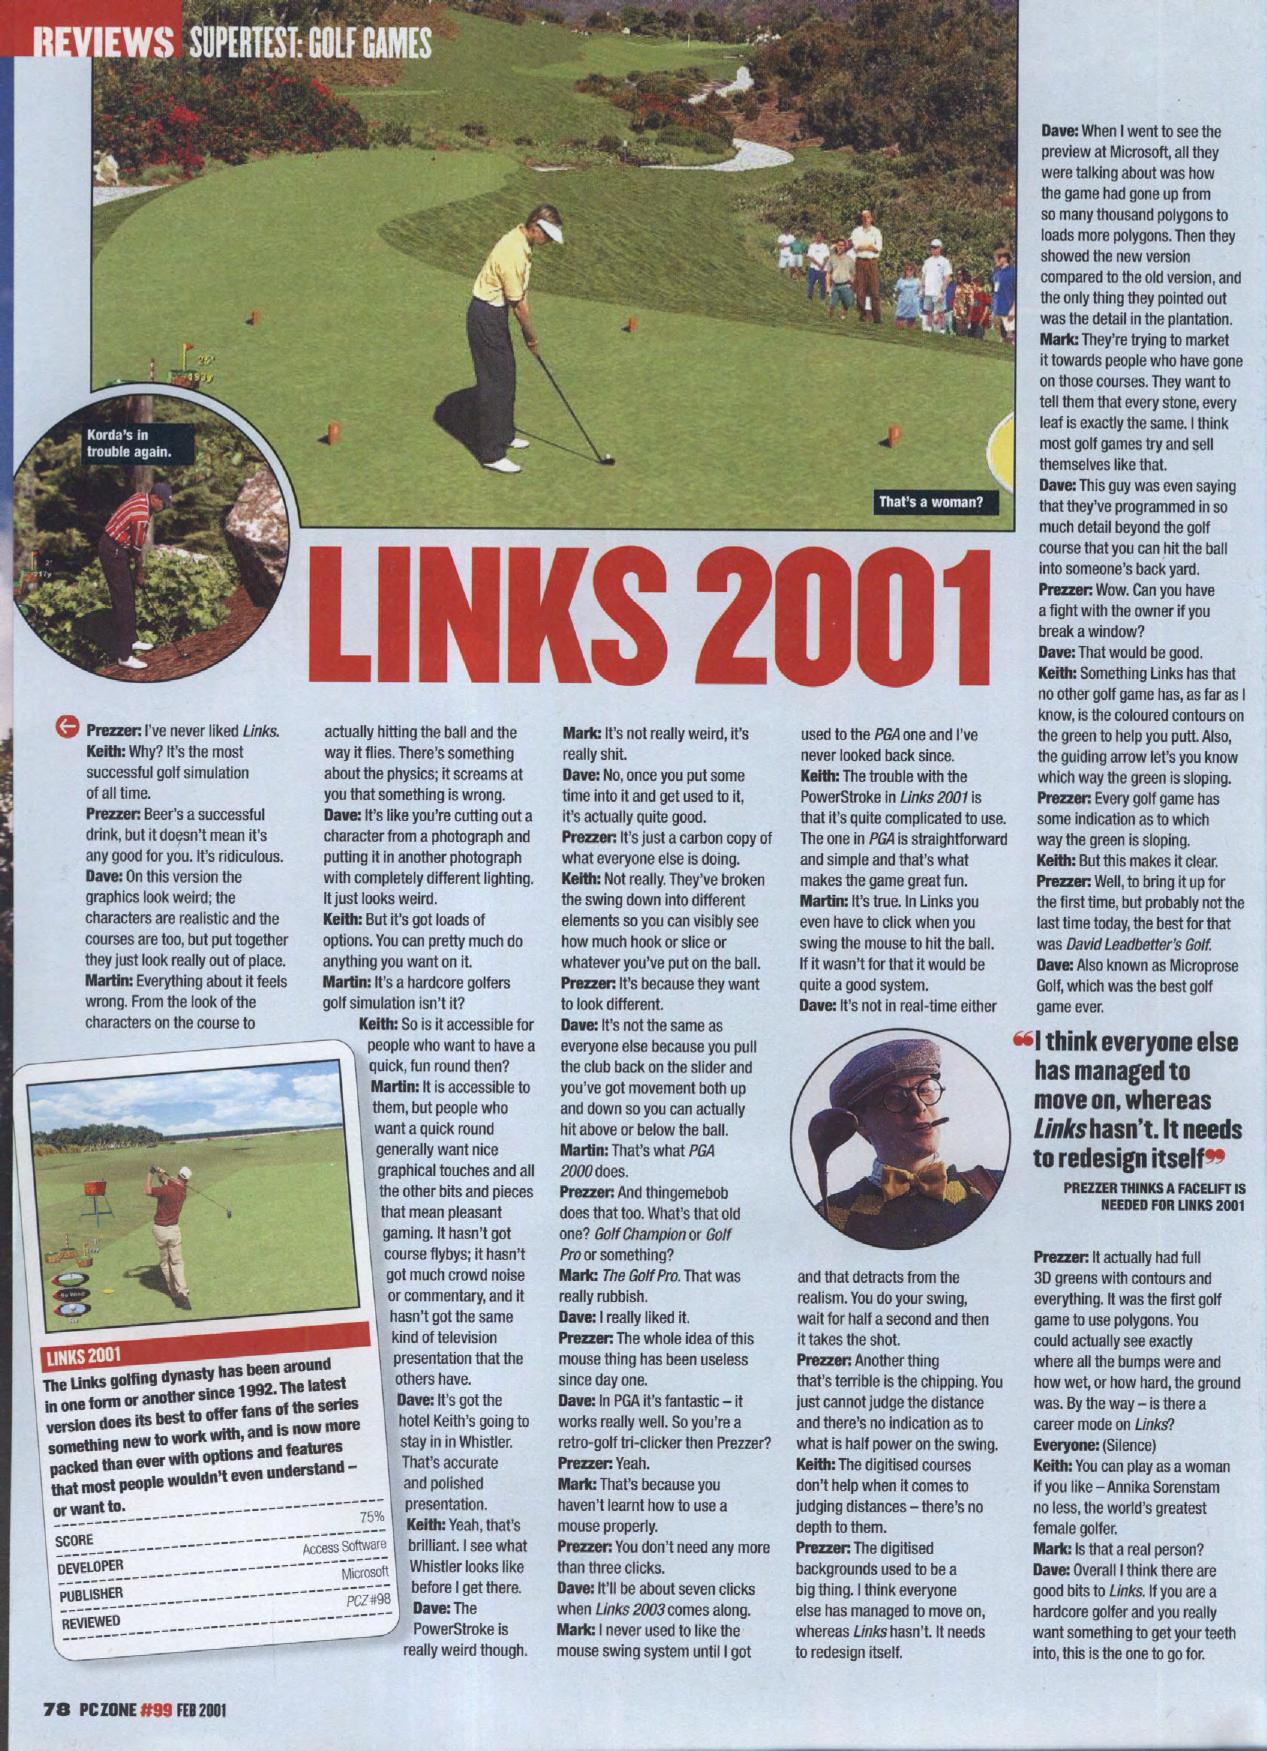 REVIEWS SUPERTEST: GOLF GAMES
Korda's in
trouble again.
That's a woman?
LINKS 2001
Prezzer: I've never liked Links.
Keith: Why? It's the most
successful golf simulation
of all time.
Prezzer: Beer's a successful
drink, but it doesn't mean it's
any good for you. It's ridiculous.
Dave: On this version the
graphics look weird; the
characters are realistic and the
courses are too, but put together
they just look really out of place.
Martin: Everything about it feels
wrong. From the look of the
characters on the course to
actually hitting the ball and the
way it flies. There's something
about the physics; it screams at
you that something is wrong.
Dave: It's like you're cutting out a
character from a photograph and
putting it in another photograph
with completely different lighting.
It just looks weird.
Keith: But it's got loads of
options. You can pretty much do
anything you want on it.
Martin: It's a hardcore golfers
golf simulation isn't it?
Keith: So is it accessible for
people who want to have a
quick, fun round then?
Martin: It is accessible to
them, but people who
want a quick round
generally want nice
graphical touches and all
the other bits and pieces
that mean pleasant
gaming. It hasn't got
course flybys; it hasn't
got much crowd noise
or commentary, and it
hasn't got the same
kind of television
presentation that the
others have.
Dave: It's got the
hotel Keith's going to
stay in in Whistler.
That's accurate
and polished
presentation.
Keith: Yeah, that's
brilliant. I see what
Whistler looks like
before I get there.
Dave: The
PowerStroke is
really weird though.
Mark: It's not really weird, it's
really shit.
Dave: No, once you put some
time into it and get used to it,
it's actually quite good.
Prezzer: It's just a carbon copy of
what everyone else is doing.
Keith: Not really. They've broken
the swing down into different
elements so you can visibly see
how much hook or slice or
whatever you've put on the ball.
Prezzer: It's because they want
to look different.
Dave: It's not the same as
everyone else because you pull
the club back on the slider and
you've got movement both up
and down so you can actually
hit above or below the ball.
Martin: That's what PGA
2000 does.
Prezzer: And thingemebob
does that too. What's that old
one? Golf Champion or Golf
Pro or something?
Mark: The Golf Pro. That was
really rubbish.
Dave: I really liked it.
Prezzer: The whole idea of this
mouse thing has been useless
since day one.
Dave: In PGA it's fantastic – it
works really well. So you're a
retro-golf tri-clicker then Prezzer?
Prezzer: Yeah.
Mark: That's because you
haven't learnt how to use a
mouse properly.
Prezzer: You don't need any more
than three clicks.
Dave: It'll be about seven clicks
when Links 2003 comes along.
Mark: I never used to like the
mouse swing system until I got
used to the PGA one and I've
never looked back since.
Keith: The trouble with the
PowerStroke in Links 2001 is
that it's quite complicated to use.
The one in PGA is straightforward
and simple and that's what
makes the game great fun.
Martin: It's true. In Links you
even have to click when you
swing the mouse to hit the ball.
If it wasn't for that it would be
quite a good system.
Dave: It's not in real-time either
and that detracts from the
realism. You do your swing,
wait for half a second and then
it takes the shot.
Prezzer: Another thing
that's terrible is the chipping. You
just cannot judge the distance
and there's no indication as to
what is half power on the swing.
Keith: The digitised courses
don't help when it comes to
judging distances – there's no
depth to them.
Prezzer: The digitised
backgrounds used to be a
big thing. I think everyone
else has managed to move on,
whereas Links hasn't. It needs
to redesign itself.
Dave: When I went to see the
preview at Microsoft, all they
were talking about was how
the game had gone up from
so many thousand polygons to
loads more polygons. Then they
showed the new version
compared to the old version, and
the only thing they pointed out
was the detail in the plantation.
Mark: They're trying to market
it towards people who have gone
on those courses. They want to
tell them that every stone, every
leaf is exactly the same. I think
most golf games try and sell
themselves like that.
Dave: This guy was even saying
that they've programmed in so
much detail beyond the golf
course that you can hit the ball
into someone's back yard.
Prezzer: Wow. Can you have
a fight with the owner if you
break a window?
Dave: That would be good.
Keith: Something Links has that
no other golf game has, as far as I
know, is the coloured contours on
the green to help you putt. Also,
the guiding arrow let's you know
which way the green is sloping.
Prezzer: Every golf game has
some indication as to which
way the green is sloping.
Keith: But this makes it clear.
Prezzer: Well, to bring it up for
the first time, but probably not the
last time today, the best for that
was David Leadbetter's Golf.
Dave: Also known as Microprose
Golf, which was the best golf
game ever.
"I think everyone else
has managed to
move on, whereas
Links hasn't. It needs
to redesign itself"
PREZZER THINKS A FACELIFT IS
NEEDED FOR LINKS 2001
Prezzer: It actually had full
3D greens with contours and
everything. It was the first golf
game to use polygons. You
could actually see exactly
where all the bumps were and
how wet, or how hard, the ground
was. By the way – is there a
career mode on Links?
Everyone: (Silence)
Keith: You can play as a woman
if you like – Annika Sorenstam
no less, the world's greatest
female golfer.
Mark: Is that a real person?
Dave: Overall I think there are
good bits to Links. If you are a
hardcore golfer and you really
want something to get your teeth
into, this is the one to go for.
LINKS 2001
The Links golfing dynasty has been around
in one form or another since 1992. The latest
version does its best to offer fans of the series
something new to work with, and is now more
packed than ever with options and features
that most people wouldn't even understand –
or want to.
SCORE 75%
DEVELOPER Access Software
PUBLISHER Microsoft
REVIEWED PCZ #98
78 PC ZONE #99 FEB 2001